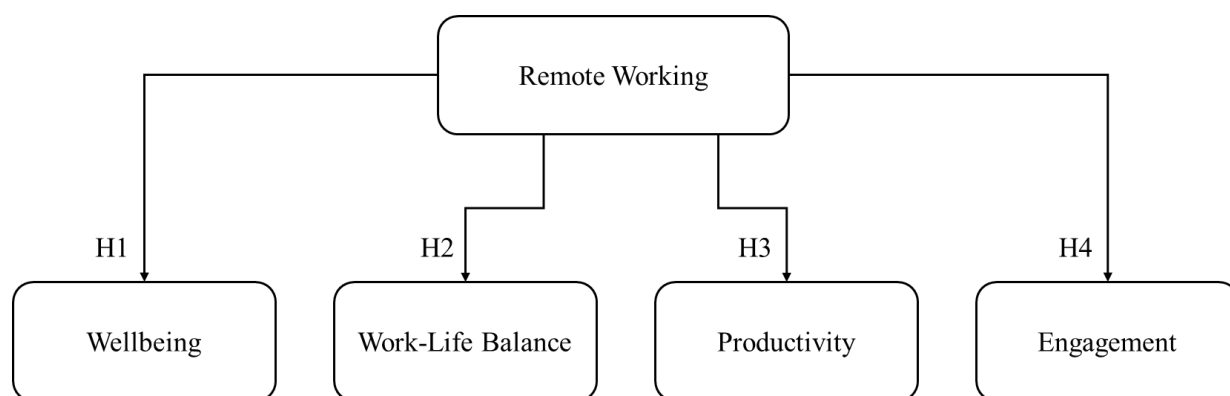 Remote Working
H1
H2
H3
H4
Wellbeing
Work-Life Balance
Productivity
Engagement